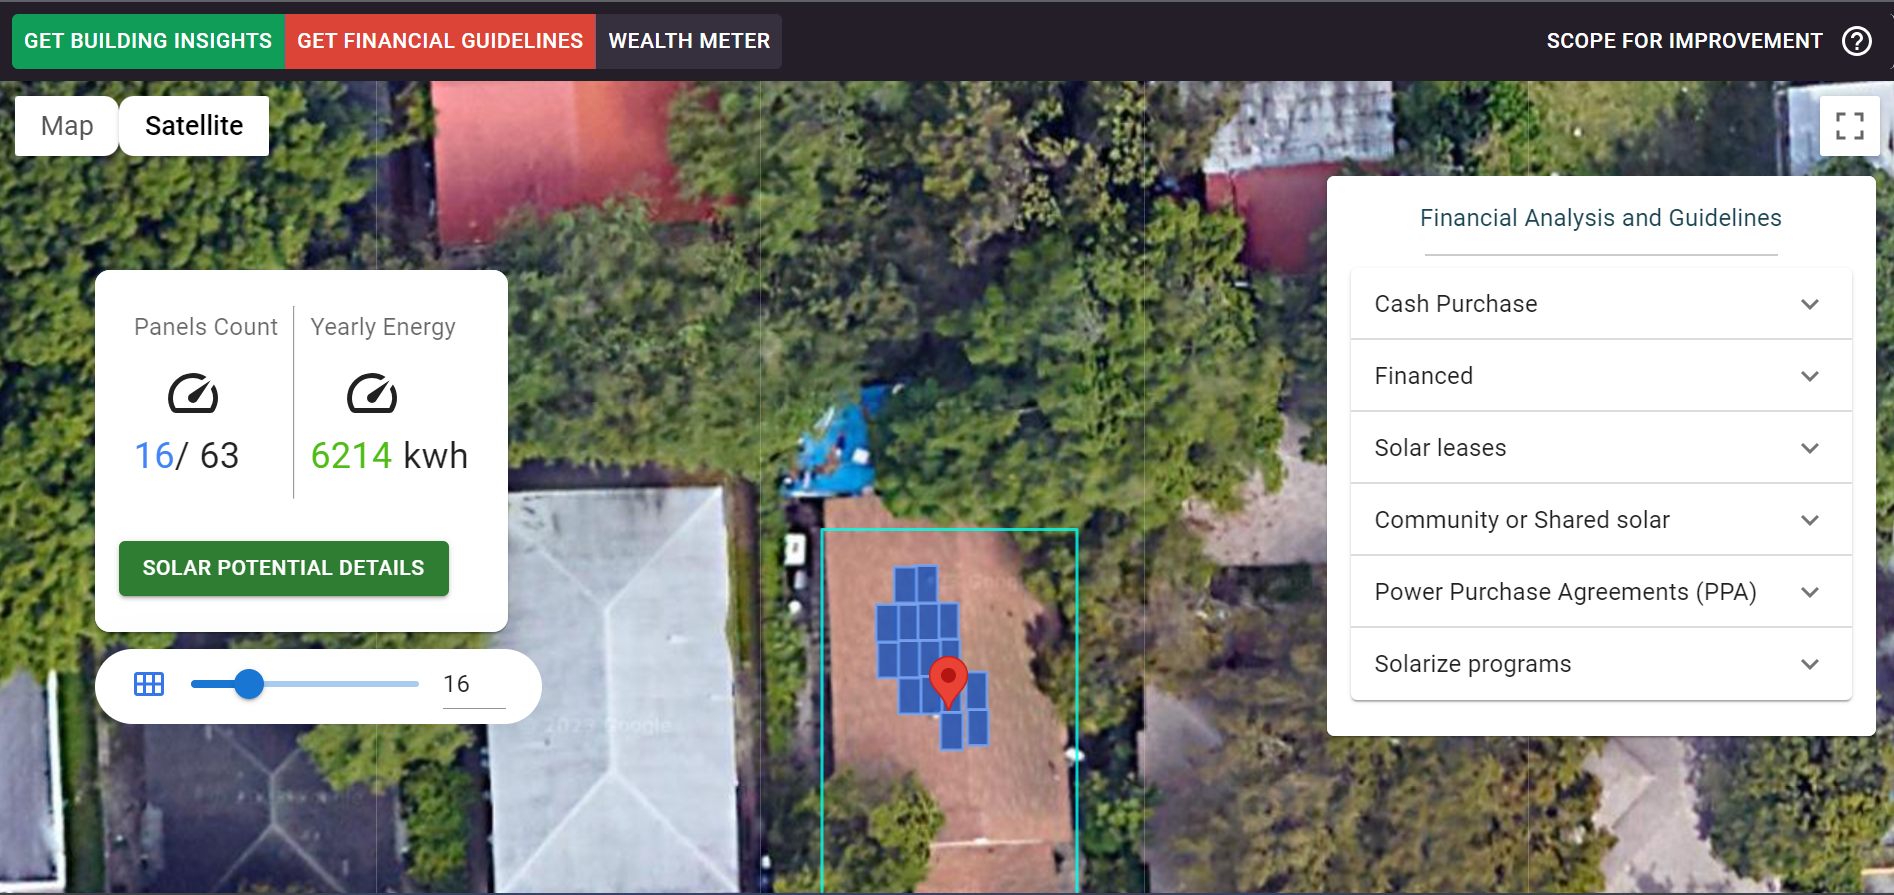 GET BUILDING INSIGHTS
GET FINANCIAL GUIDELINES
WEALTH METER
SCOPE FOR IMPROVEMENT
Map
Satellite
Financial Analysis and Guidelines
Cash Purchase
Financed
Solar leases
Community or Shared solar
Power Purchase Agreements (PPA)
Solarize programs
Panels Count
Yearly Energy
16/ 63
6214 kwh
SOLAR POTENTIAL DETAILS
16
2023 Google